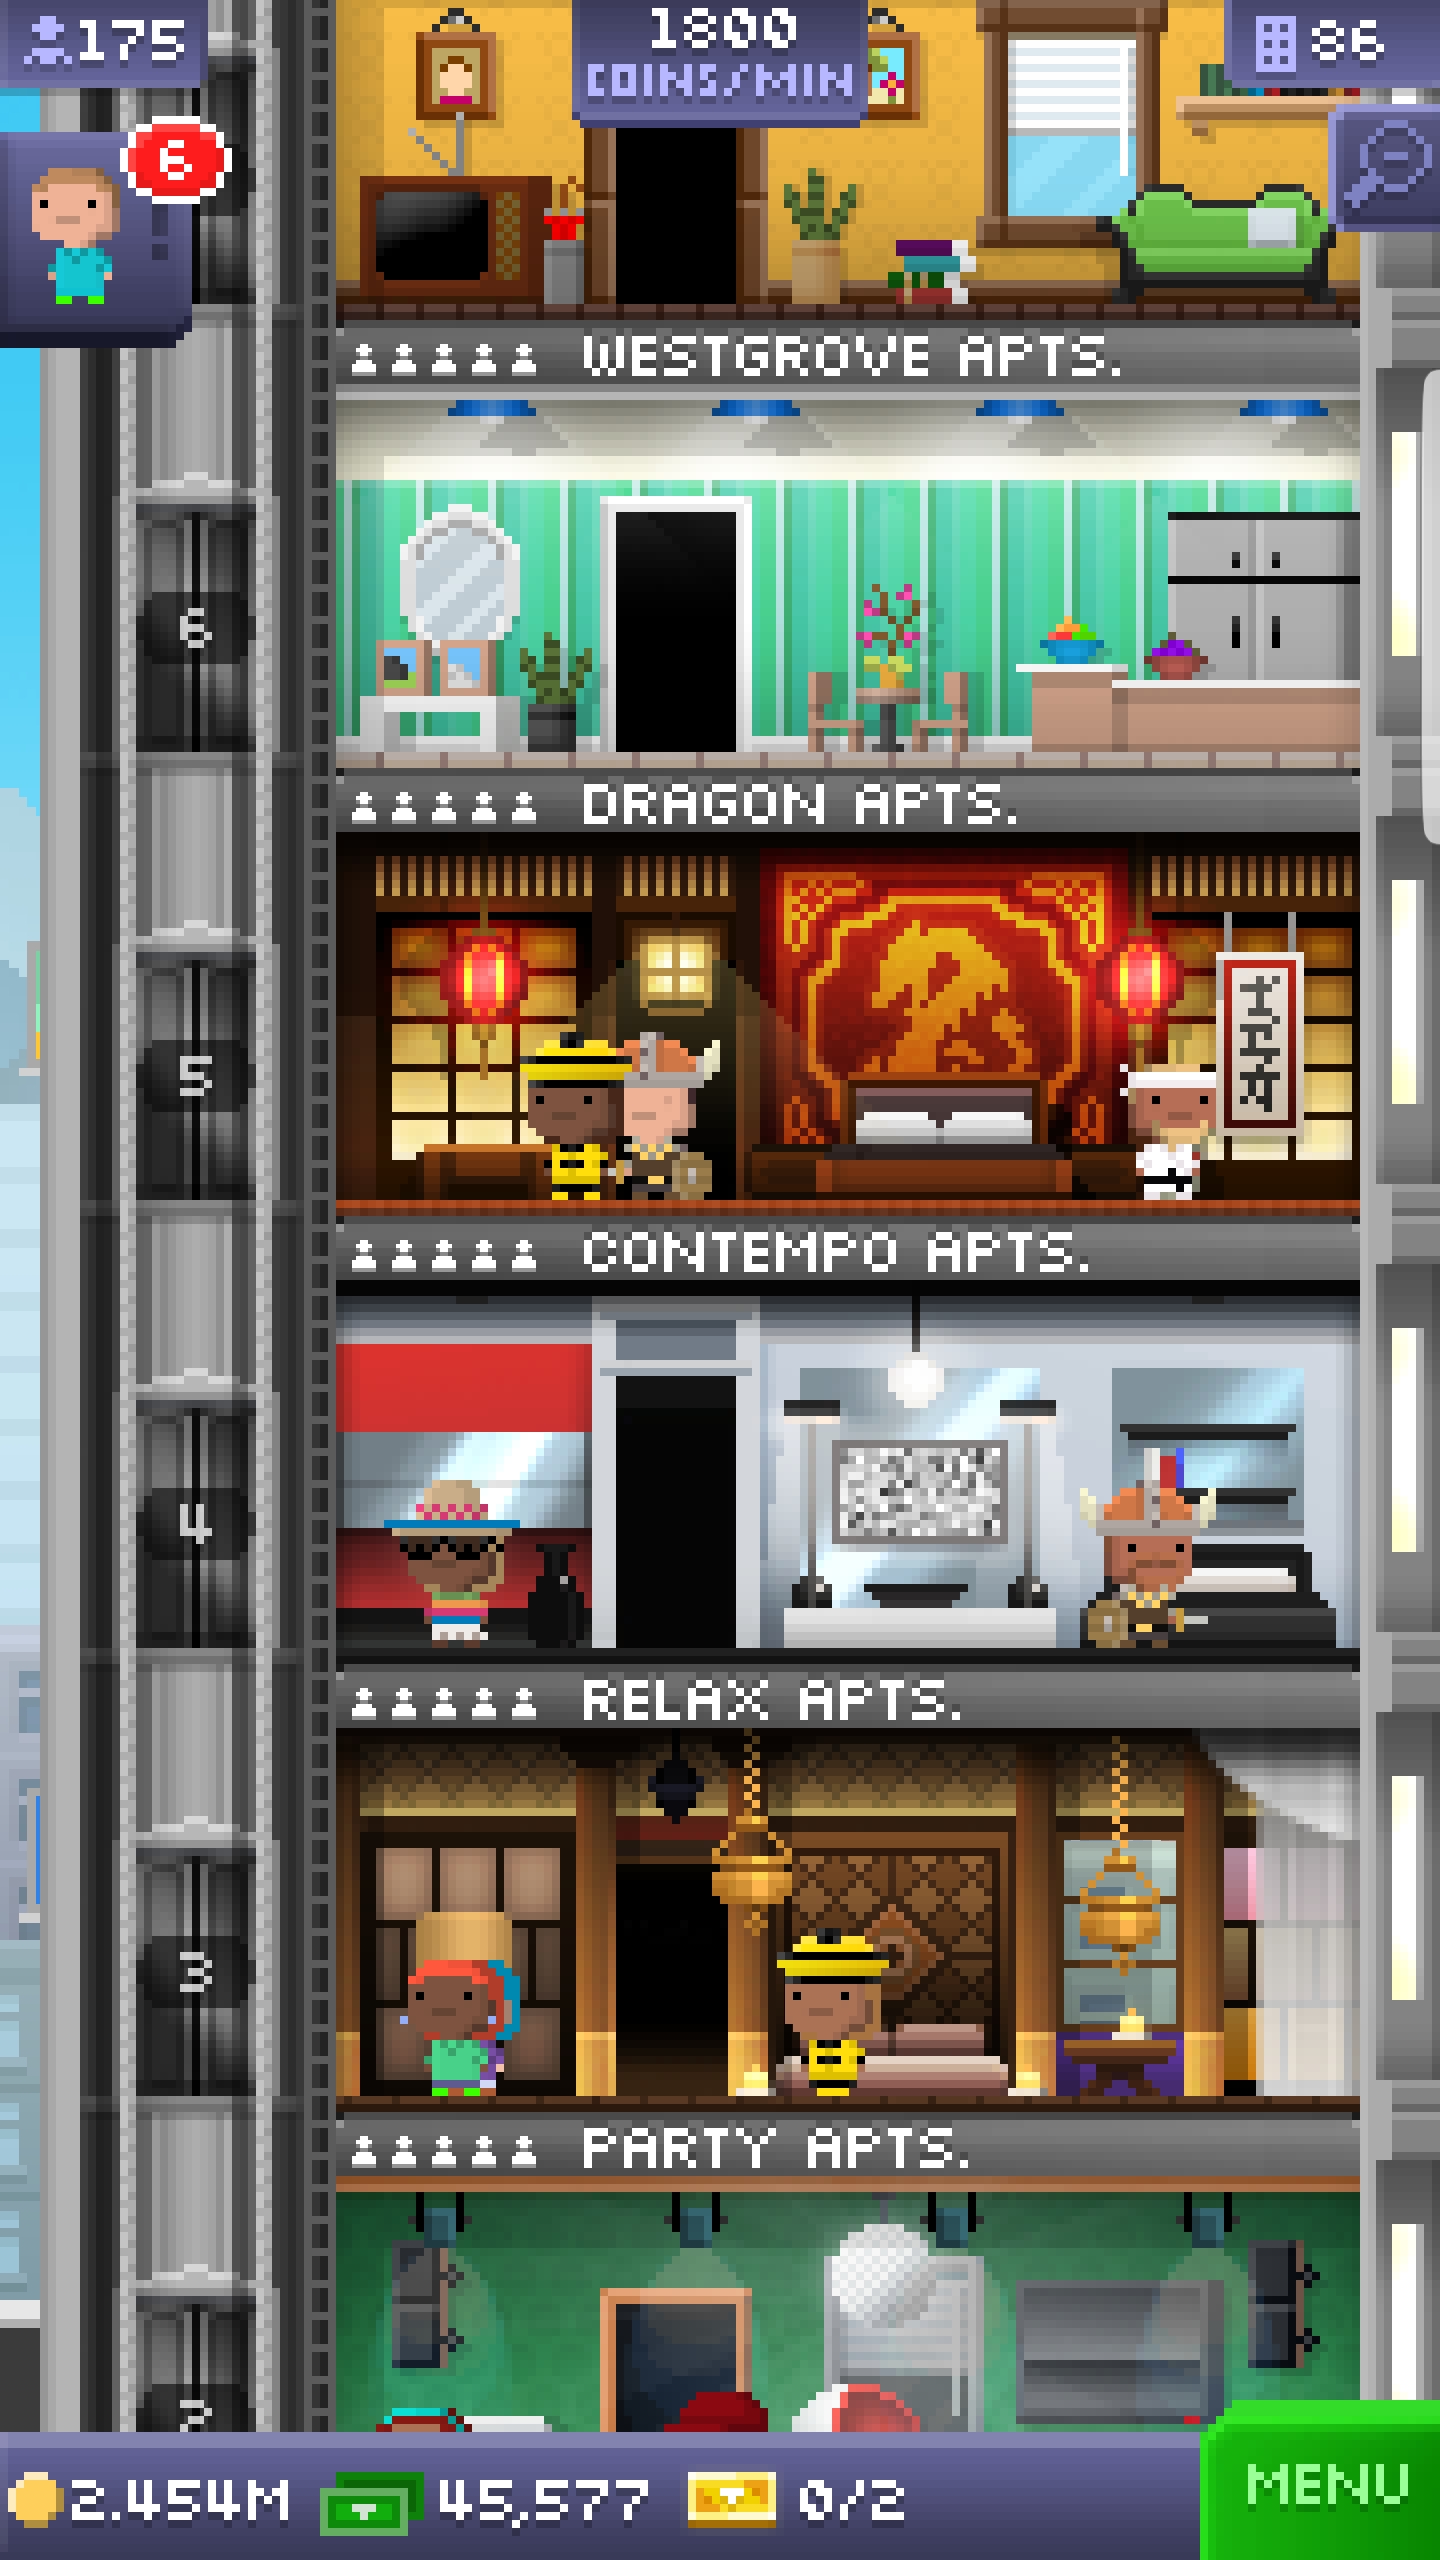 175
1800
COINS/MIN
86
6
WESTGROVE APTS.
6
DRAGON APTS.
5
CONTEMPO APTS.
4
RELAX APTS.
3
PARTY APTS.
2
2.454M
45,577
0/2
MENU